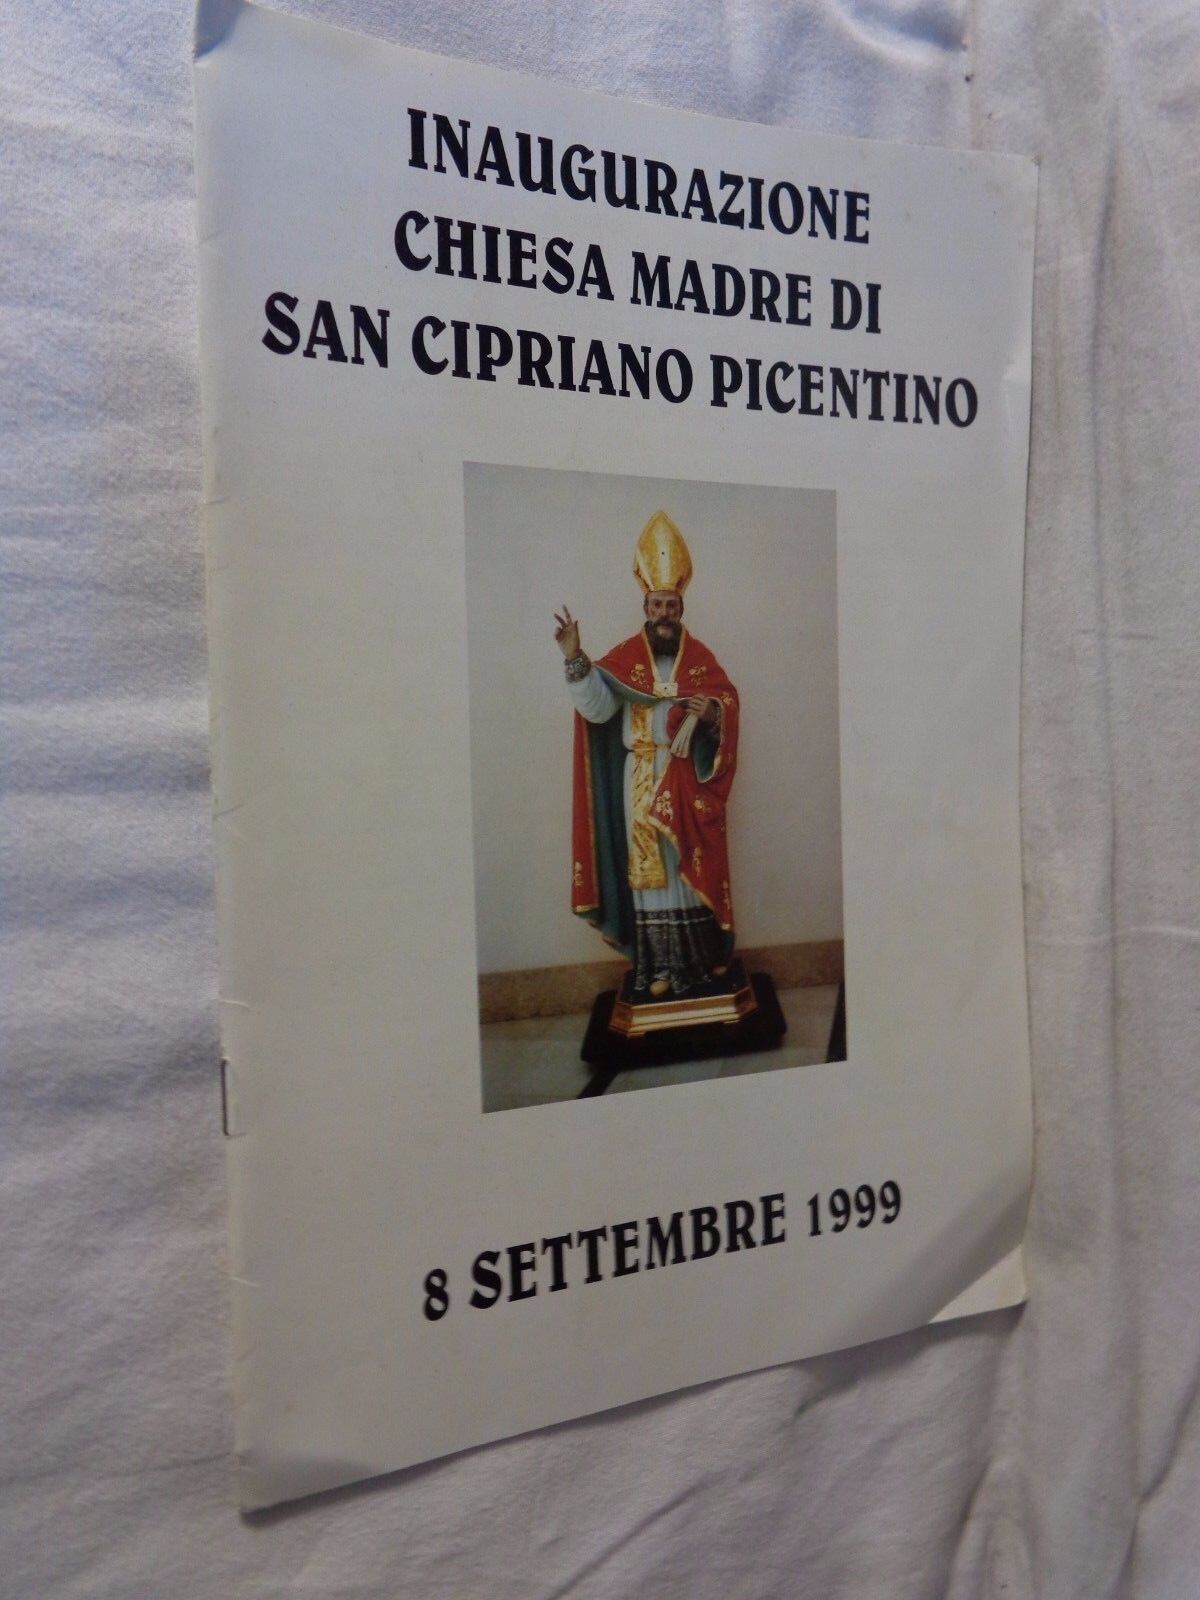 INAUGURAZIONE
CHIESA MADRE DI
SAN CIPRIANO PICENTINO
8 SETTEMBRE 1999